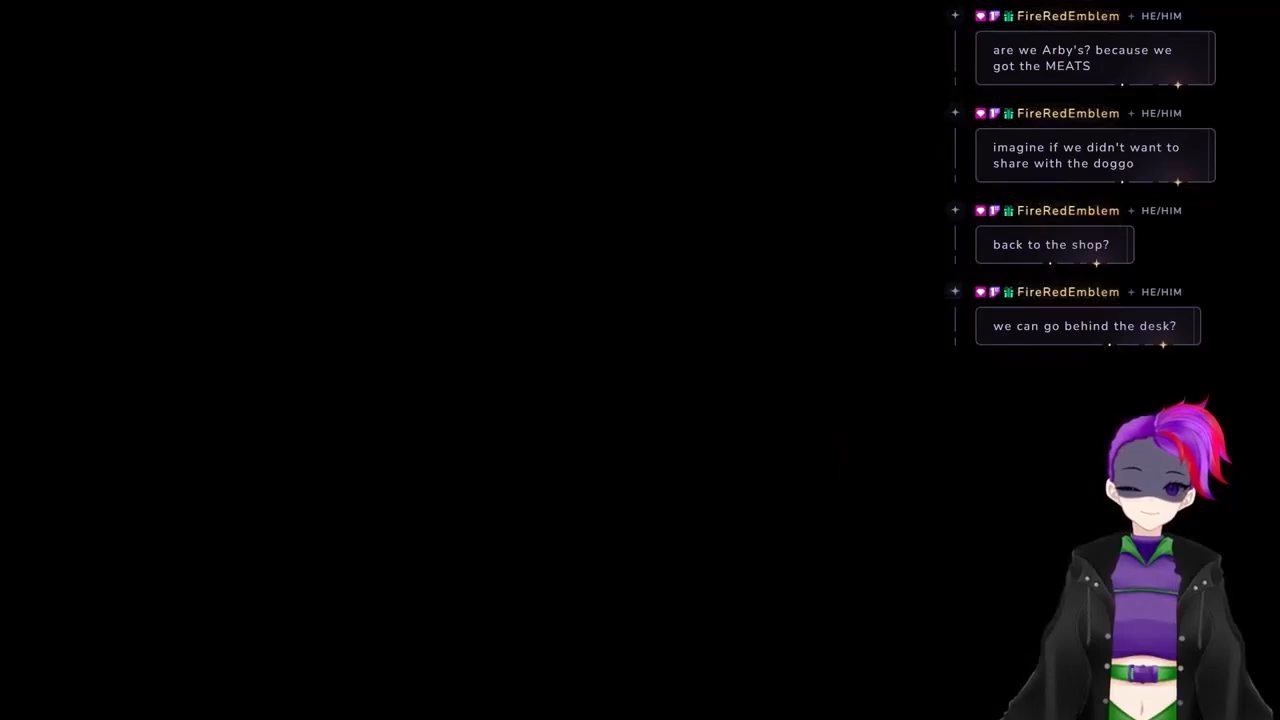 FireRedEmblem + HE/HIM
are we Arby's? because we
got the MEATS
FireRedEmblem + HE/HIM
imagine if we didn't want to
share with the doggo
FireRedEmblem + HE/HIM
back to the shop?
FireRedEmblem + HE/HIM
we can go behind the desk?